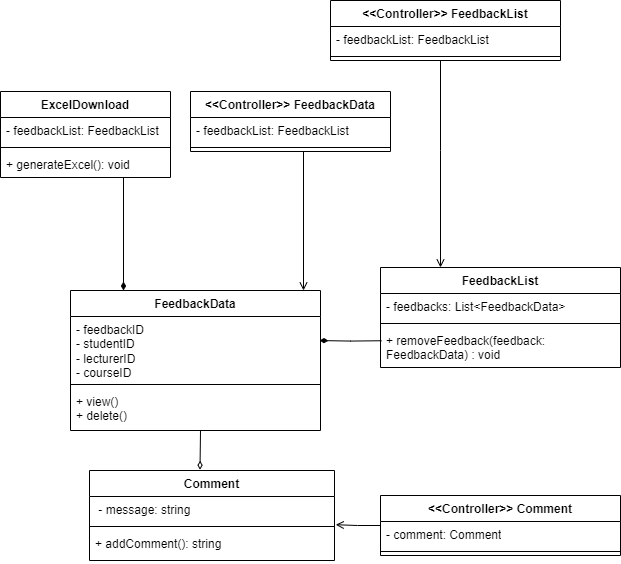 <<Controller>> FeedbackList
- feedbackList: FeedbackList
ExcelDownload
- feedbackList: FeedbackList
+ generateExcel(): void
<<Controller>> FeedbackData
- feedbackList: FeedbackList
FeedbackList
- feedbacks: List<FeedbackData>
+ removeFeedback(feedback:
FeedbackData) : void
FeedbackData
- feedbackID
- studentID
- lecturerID
- courseID
+ view()
+ delete()
Comment
- message: string
+ addComment(): string
<<Controller>> Comment
- comment: Comment